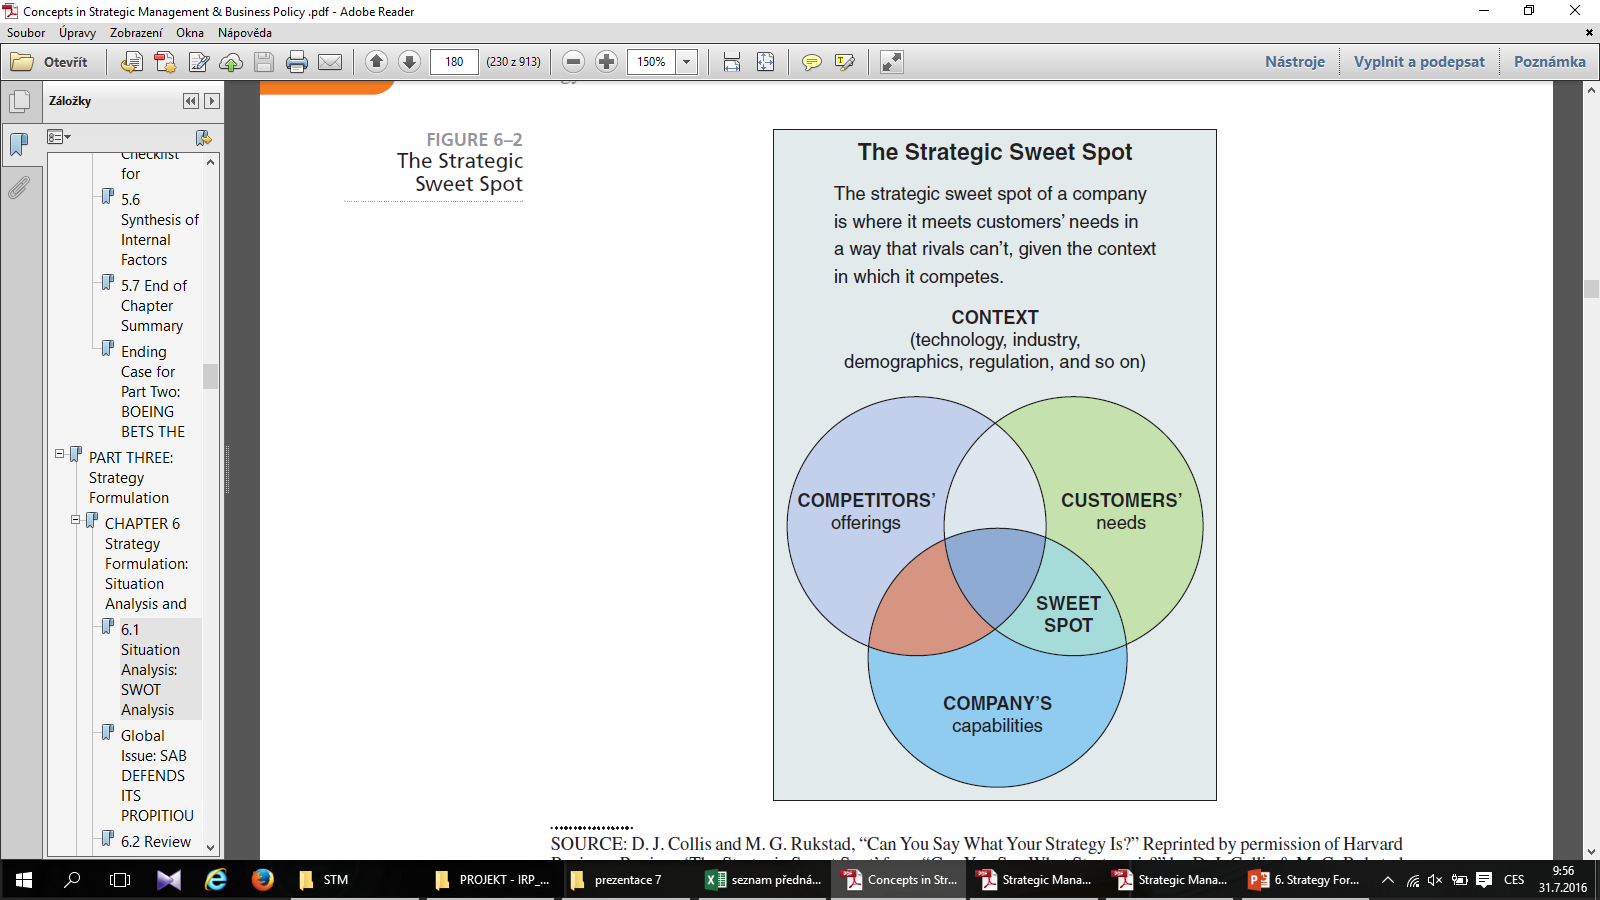 Concepts in Strategic Management & Business Policy .pdf - Adobe Reader
Soubor Úpravy Zobrazení Okna Nápověda
Otevřít 180 (230 z 913) 150% Nástroje Vyplnit a podepsat Poznámka
Záložky
Checklist
for
5.6
Synthesis of
Internal
Factors
5.7 End of
Chapter
Summary
Ending
Case for
Part Two:
BOEING
BETS THE
PART THREE:
Strategy
Formulation
CHAPTER 6
Strategy
Formulation:
Situation
Analysis and
6.1
Situation
Analysis:
SWOT
Analysis
Global
Issue: SAB
DEFENDS
ITS
PROPITIOU
6.2 Review
FIGURE 6–2
The Strategic
Sweet Spot
The Strategic Sweet Spot
The strategic sweet spot of a company
is where it meets customers’ needs in
a way that rivals can’t, given the context
in which it competes.
CONTEXT
(technology, industry,
demographics, regulation, and so on)
COMPETITORS’
offerings
CUSTOMERS’
needs
SWEET
SPOT
COMPANY’S
capabilities
SOURCE: D. J. Collis and M. G. Rukstad, “Can You Say What Your Strategy Is?” Reprinted by permission of Harvard
STM PROJEKT - IRP_... prezentace 7 seznam předná... Concepts in Str... Strategic Mana... Strategic Mana... 6. Strategy For... CES 9:56
31.7.2016